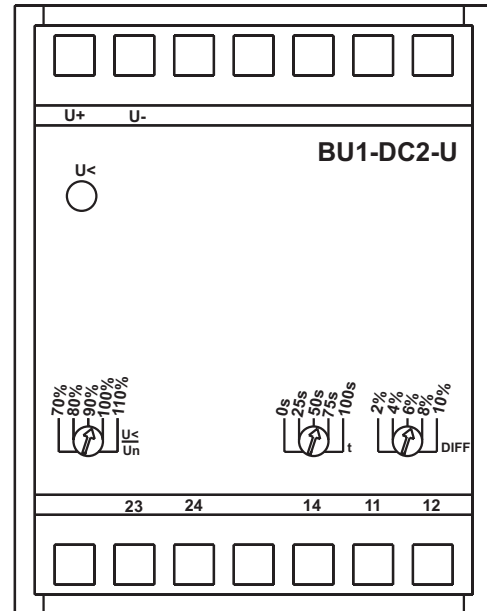 U+ U-
BU1-DC2-U
U<
70% 80% 90% 100% 110%
U<
Un
0s 25s 50s 75s 100s
t
2% 4% 6% 8% 10%
DIFF
23 24 14 11 12